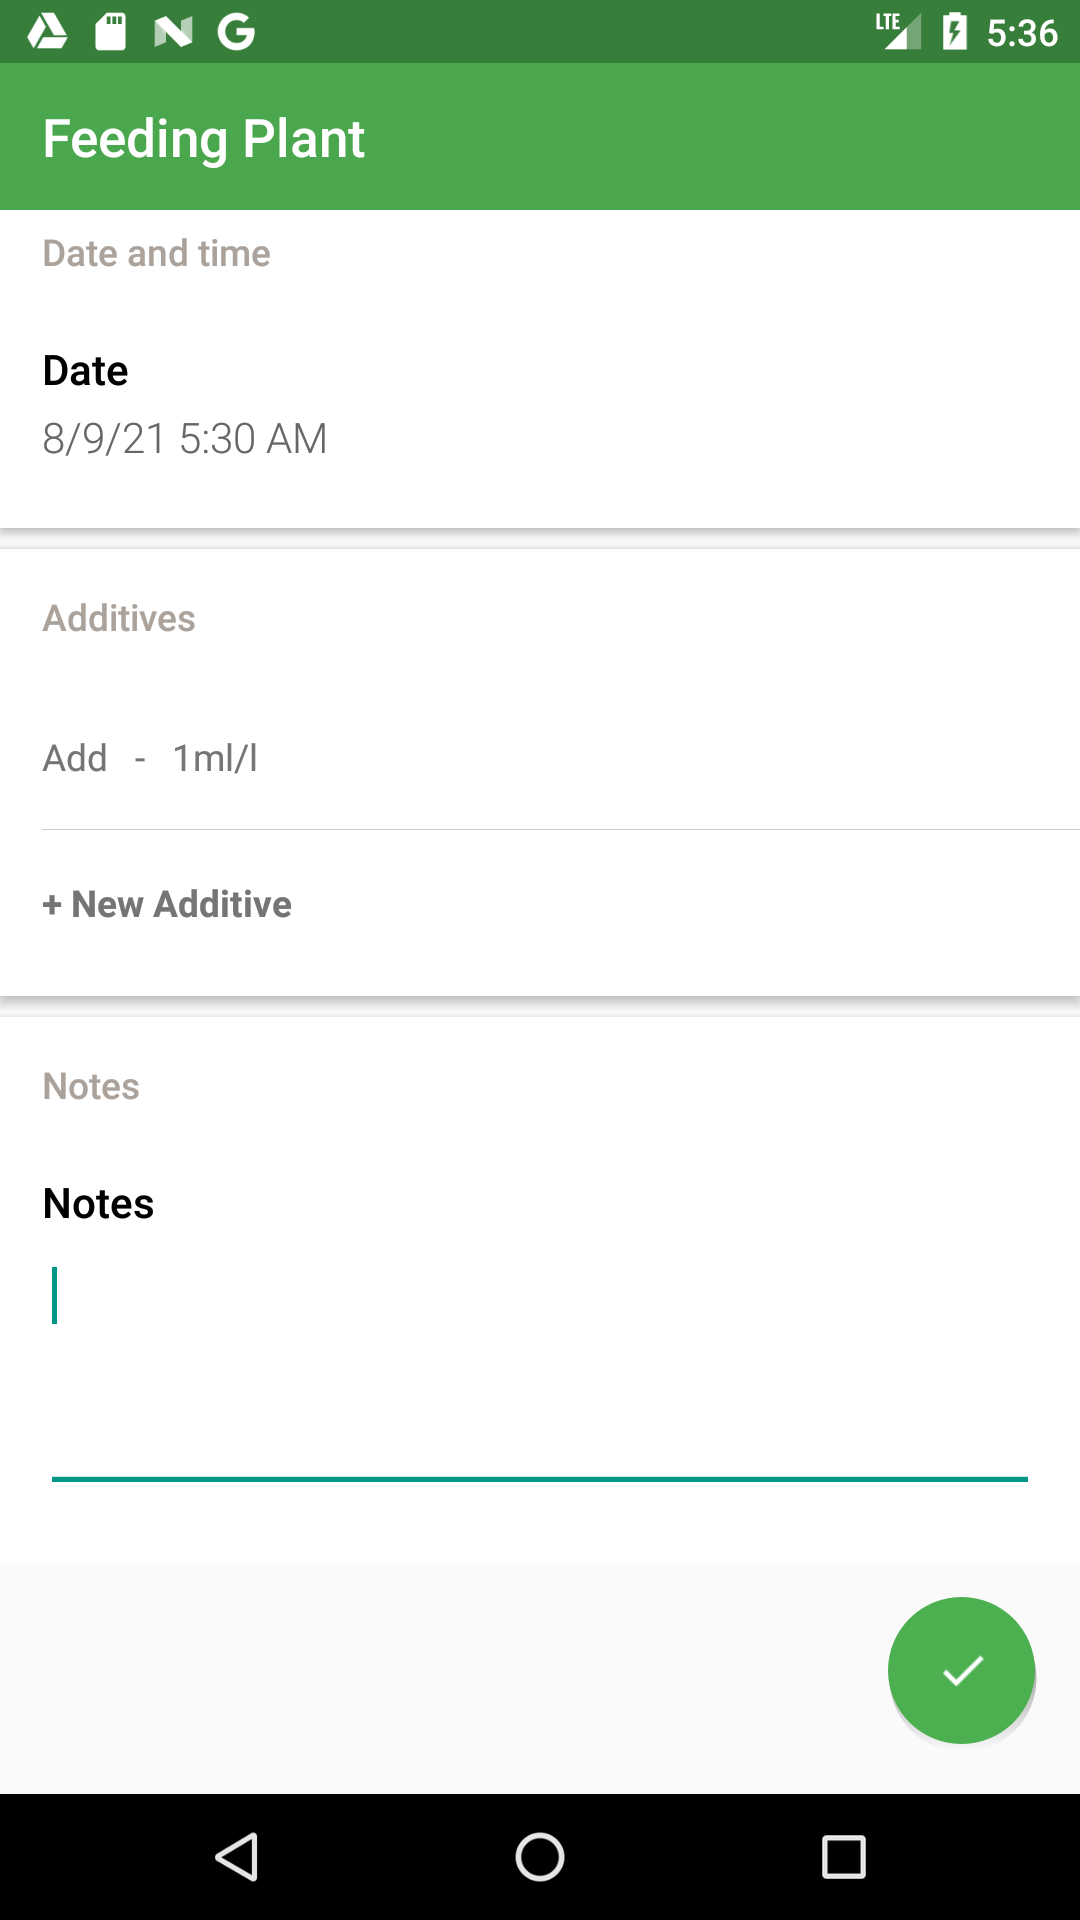 LTE 5:36
Feeding Plant
Date and time
Date
8/9/21 5:30 AM
Additives
Add - 1ml/l
+ New Additive
Notes
Notes